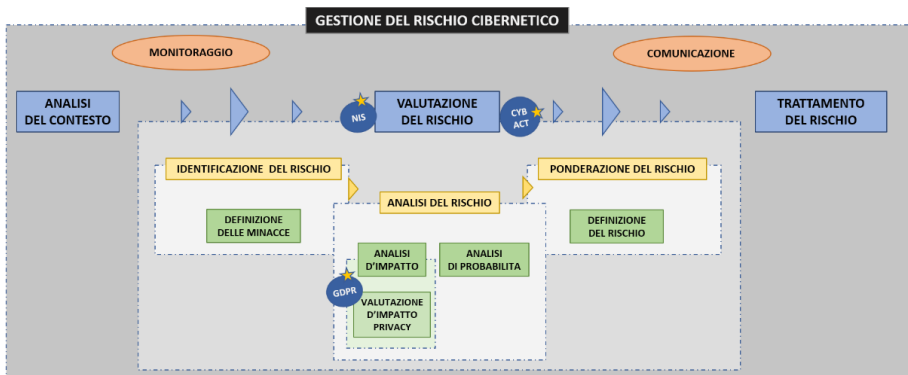 GESTIONE DEL RISCHIO CIBERNETICO
MONITORAGGIO
COMUNICAZIONE
ANALISI
DEL CONTESTO
NIS
VALUTAZIONE
DEL RISCHIO
CYB
ACT
TRATTAMENTO
DEL RISCHIO
IDENTIFICAZIONE DEL RISCHIO
PONDERAZIONE DEL RISCHIO
ANALISI DEL RISCHIO
DEFINIZIONE
DELLE MINACCE
DEFINIZIONE
DEL RISCHIO
ANALISI
D'IMPATTO
ANALISI
DI PROBABILITA
GDPR
VALUTAZIONE
D'IMPATTO
PRIVACY